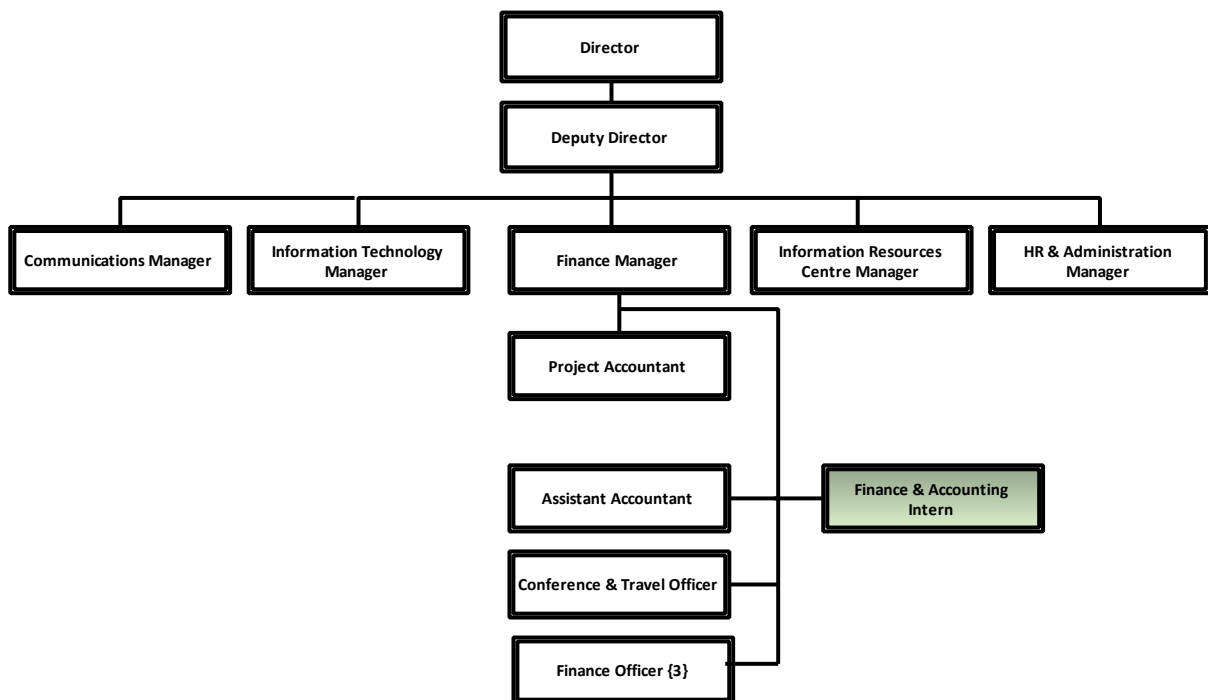 Director
Deputy Director
Communications Manager
Information Technology
Manager
Finance Manager
Information Resources
Centre Manager
HR & Administration
Manager
Project Accountant
Assistant Accountant
Finance & Accounting
Intern
Conference & Travel Officer
Finance Officer {3}